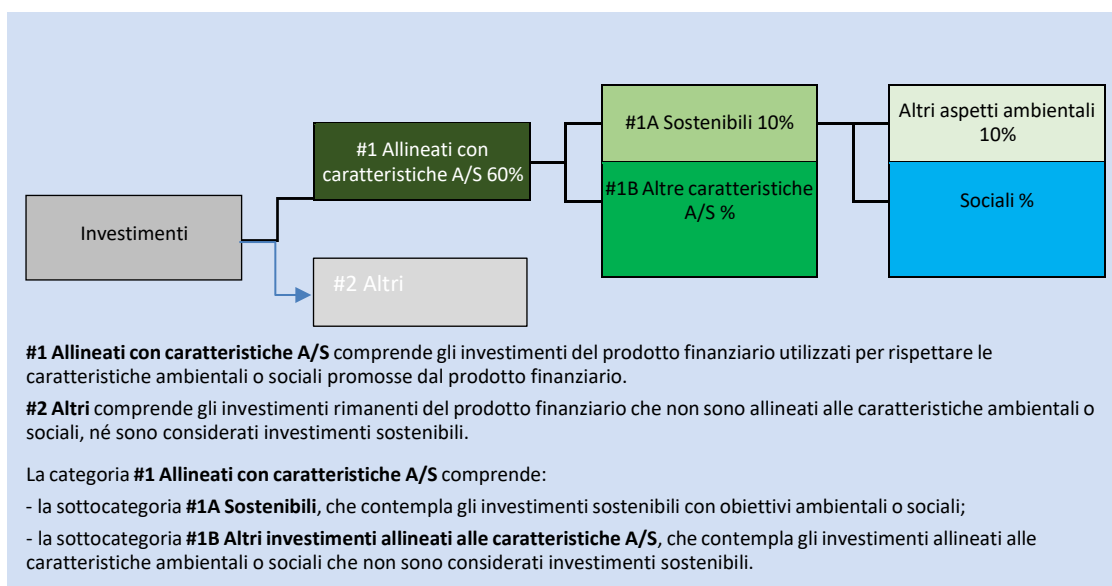 Investimenti
#1 Allineati con
caratteristiche A/S 60%
#2 Altri
#1A Sostenibili 10%
#1B Altre caratteristiche
A/S %
Altri aspetti ambientali
10%
Sociali %
#1 Allineati con caratteristiche A/S comprende gli investimenti del prodotto finanziario utilizzati per rispettare le
caratteristiche ambientali o sociali promosse dal prodotto finanziario.
#2 Altri comprende gli investimenti rimanenti del prodotto finanziario che non sono allineati alle caratteristiche ambientali o
sociali, né sono considerati investimenti sostenibili.
La categoria #1 Allineati con caratteristiche A/S comprende:
- la sottocategoria #1A Sostenibili, che contempla gli investimenti sostenibili con obiettivi ambientali o sociali;
- la sottocategoria #1B Altri investimenti allineati alle caratteristiche A/S, che contempla gli investimenti allineati alle
caratteristiche ambientali o sociali che non sono considerati investimenti sostenibili.